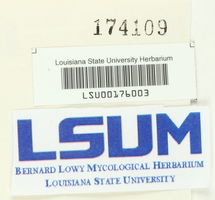 174109
Louisiana State University Herbarium
LSU00176003
LSUM
BERNARD LOWY MYCOLOGICAL HERBARIUM
LOUISIANA STATE UNIVERSITY